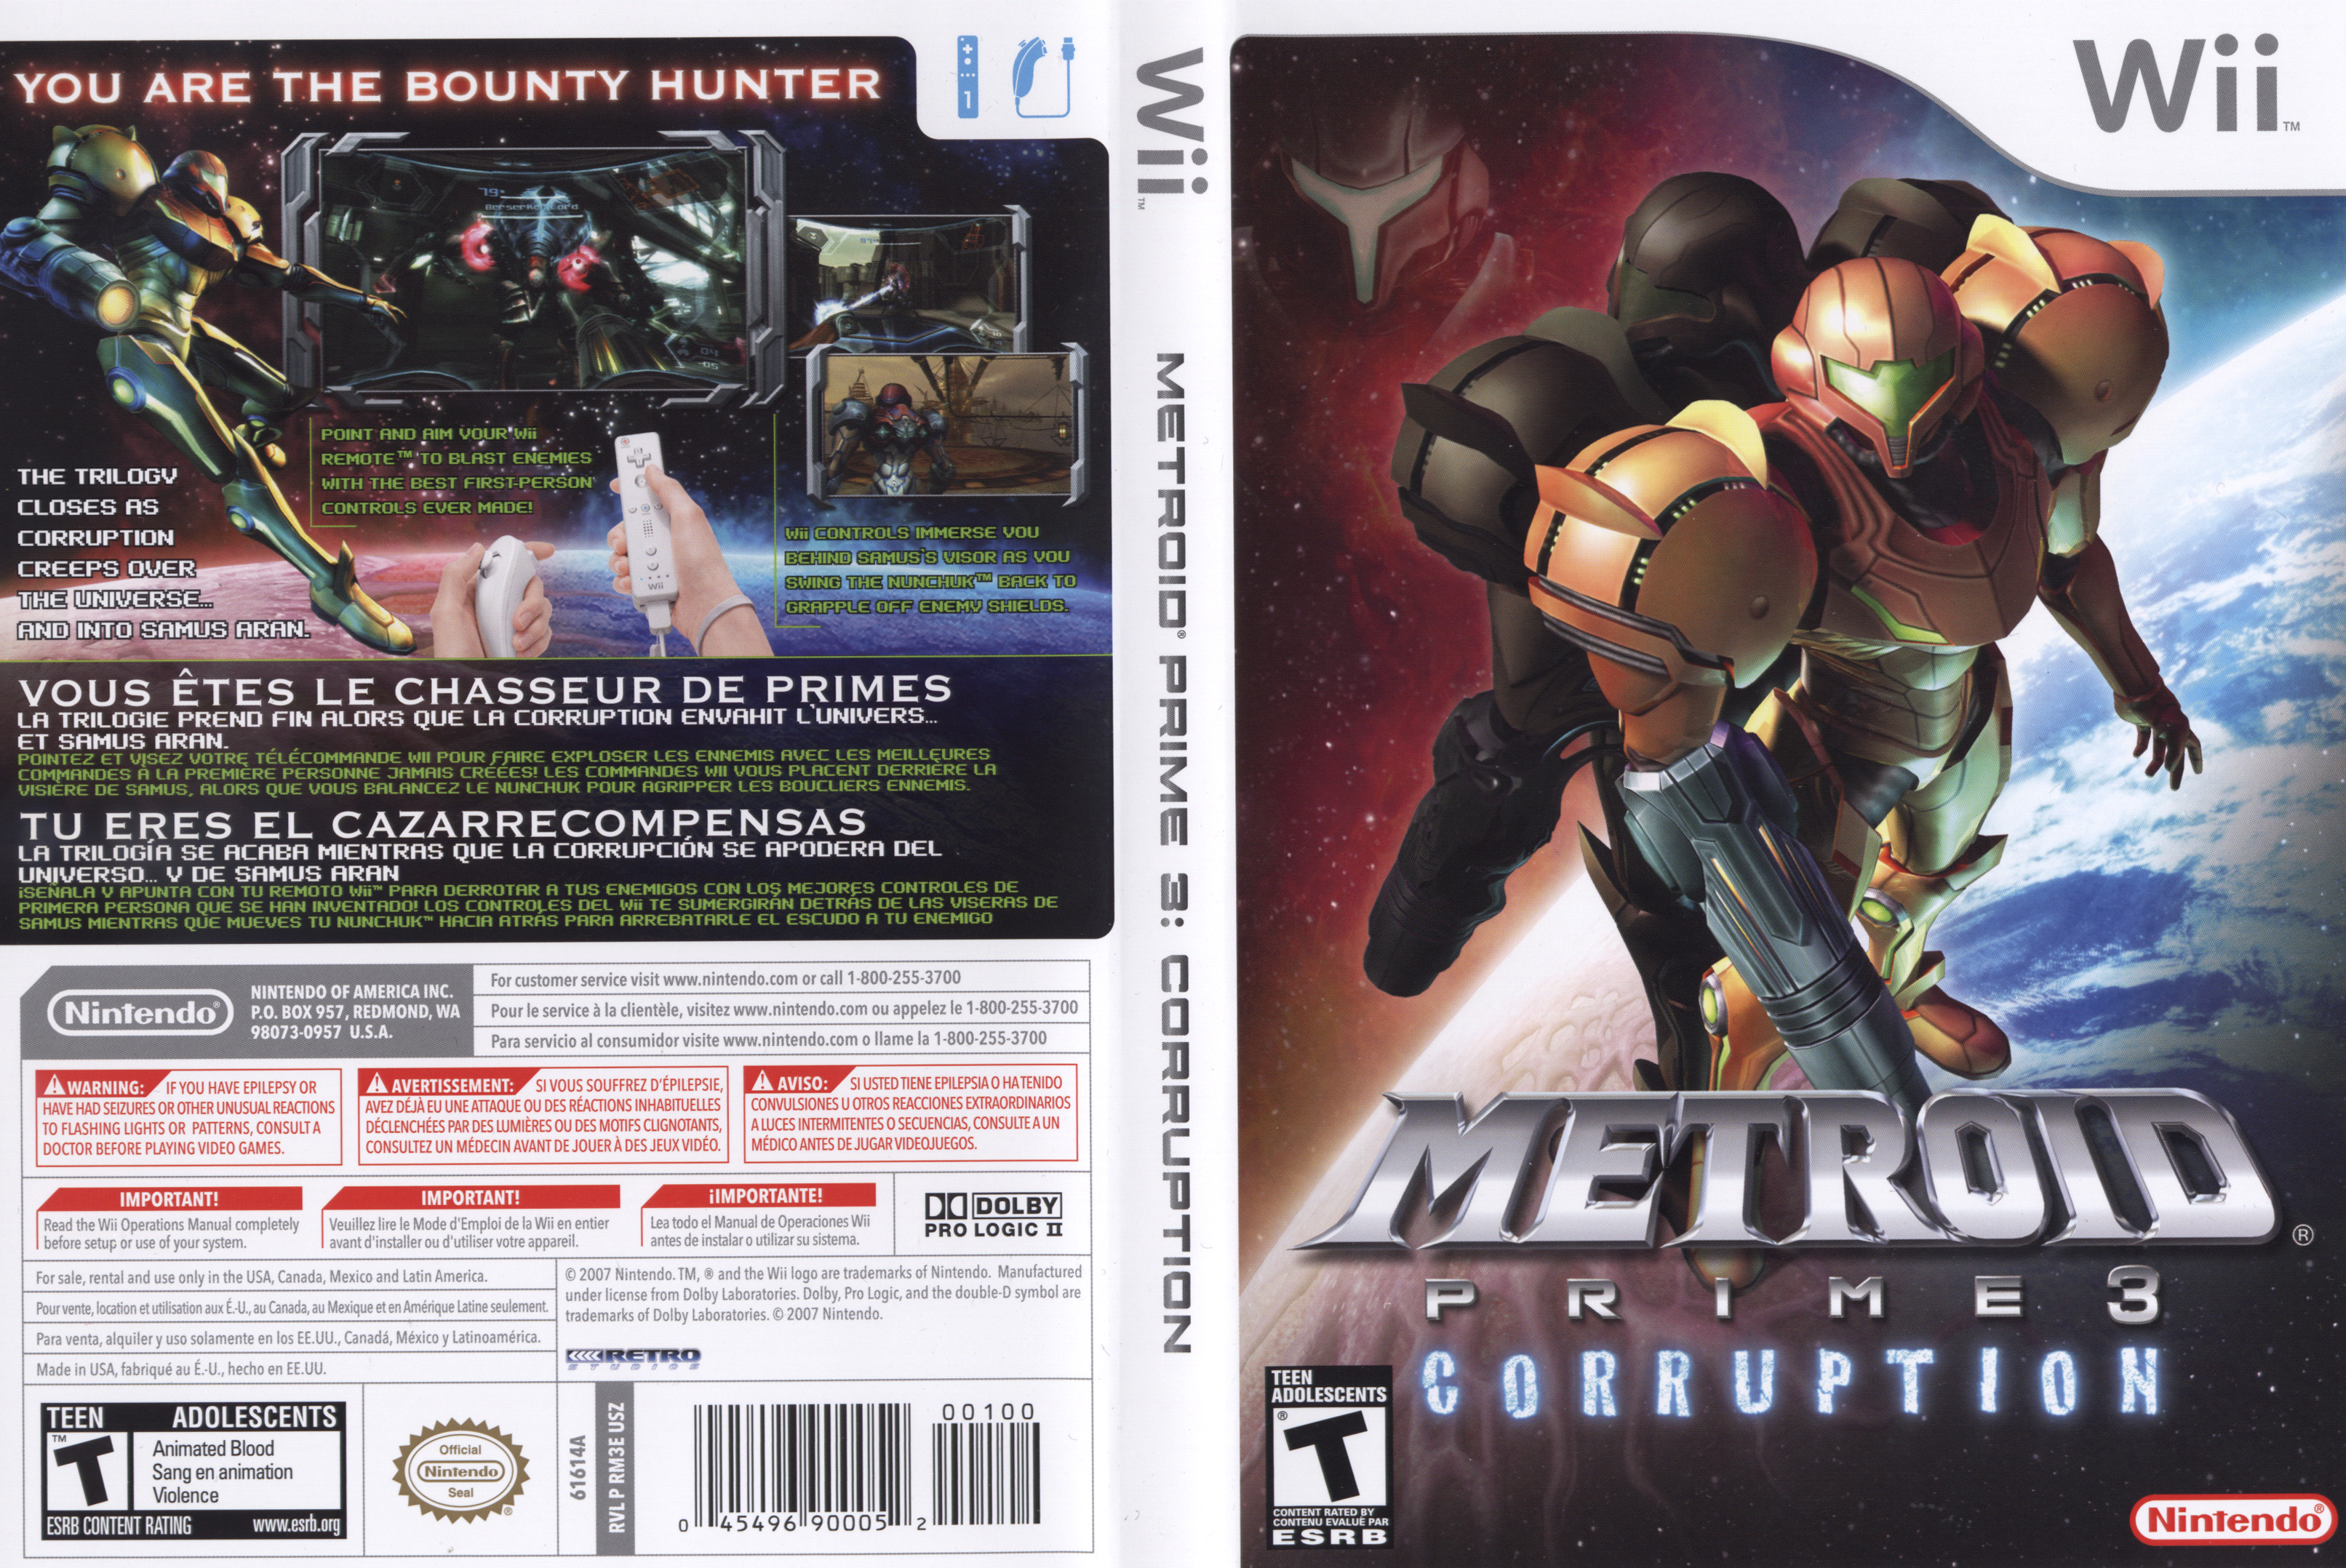 YOU ARE THE BOUNTY HUNTER
1
79%
Berserker Lord
POINT AND AIM YOUR Wii
REMOTE™ TO BLAST ENEMIES
WITH THE BEST FIRST-PERSON
CONTROLS EVER MADE!
THE TRILOGY
CLOSES AS
CORRUPTION
CREEPS OVER
THE UNIVERSE...
AND INTO SAMUS ARAN.
Wii
Wii CONTROLS IMMERSE YOU
BEHIND SAMUS'S VISOR AS YOU
SWING THE NUNCHUK™ BACK TO
GRAPPLE OFF ENEMY SHIELDS.
VOUS ÊTES LE CHASSEUR DE PRIMES
LA TRILOGIE PREND FIN ALORS QUE LA CORRUPTION ENVAHIT L'UNIVERS...
ET SAMUS ARAN.
POINTEZ ET VISEZ VOTRE TÉLÉCOMMANDE WII POUR FAIRE EXPLOSER LES ENNEMIS AVEC LES MEILLEURES
COMMANDES À LA PREMIÈRE PERSONNE JAMAIS CRÉÉES! LES COMMANDES WII VOUS PLACENT DERRIÈRE LA
VISIÈRE DE SAMUS, ALORS QUE VOUS BALANCEZ LE NUNCHUK POUR AGRIPPER LES BOUCLIERS ENNEMIS.
TU ERES EL CAZARRECOMPENSAS
LA TRILOGÍA SE ACABA MIENTRAS QUE LA CORRUPCIÓN SE APODERA DEL
UNIVERSO... Y DE SAMUS ARAN
¡SEÑALA Y APUNTA CON TU REMOTO Wii™ PARA DERROTAR A TUS ENEMIGOS CON LOS MEJORES CONTROLES DE
PRIMERA PERSONA QUE SE HAN INVENTADO! LOS CONTROLES DEL Wii TE SUMERGIRÁN DETRÁS DE LAS VISERAS DE
SAMUS MIENTRAS QUE MUEVES TU NUNCHUK™ HACIA ATRÁS PARA ARREBATARLE EL ESCUDO A TU ENEMIGO
Nintendo®
NINTENDO OF AMERICA INC.
P.O. BOX 957, REDMOND, WA
98073-0957 U.S.A.
For customer service visit www.nintendo.com or call 1-800-255-3700
Pour le service à la clientèle, visitez www.nintendo.com ou appelez le 1-800-255-3700
Para servicio al consumidor visite www.nintendo.com o llame la 1-800-255-3700
WARNING: IF YOU HAVE EPILEPSY OR
HAVE HAD SEIZURES OR OTHER UNUSUAL REACTIONS
TO FLASHING LIGHTS OR PATTERNS, CONSULT A
DOCTOR BEFORE PLAYING VIDEO GAMES.
AVERTISSEMENT: SI VOUS SOUFFREZ D'ÉPILEPSIE,
AVEZ DÉJÀ EU UNE ATTAQUE OU DES RÉACTIONS INHABITUELLES
DÉCLENCHÉES PAR DES LUMIÈRES OU DES MOTIFS CLIGNOTANTS,
CONSULTEZ UN MÉDECIN AVANT DE JOUER À DES JEUX VIDÉO.
AVISO: SI USTED TIENE EPILEPSIA O HA TENIDO
CONVULSIONES U OTROS REACCIONES EXTRAORDINARIOS
A LUCES INTERMITENTES O SECUENCIAS, CONSULTE A UN
MÉDICO ANTES DE JUGAR VIDEOJUEGOS.
IMPORTANT!
Read the Wii Operations Manual completely
before setup or use of your system.
IMPORTANT!
Veuillez lire le Mode d'Emploi de la Wii en entier
avant d'installer ou d'utiliser votre appareil.
¡IMPORTANTE!
Lea todo el Manual de Operaciones Wii
antes de instalar o utilizar su sistema.
DOLBY
PRO LOGIC II
For sale, rental and use only in the USA, Canada, Mexico and Latin America.
Pour vente, location et utilisation aux É.-U., au Canada, au Mexique et en Amérique Latine seulement.
Para venta, alquiler y uso solamente en los EE.UU., Canadá, México y Latinoamérica.
Made in USA, fabriqué au É.-U., hecho en EE.UU.
© 2007 Nintendo. TM, ® and the Wii logo are trademarks of Nintendo. Manufactured
under license from Dolby Laboratories. Dolby, Pro Logic, and the double-D symbol are
trademarks of Dolby Laboratories. © 2007 Nintendo.
RETRO
STUDIOS
TEEN ADOLESCENTS
T™
Animated Blood
Sang en animation
Violence
ESRB CONTENT RATING www.esrb.org
Official
Nintendo
Seal®
61614A
RVL P RM3E USZ
00100
0 45496 90005 2
Wii™
METROID® PRIME 3: CORRUPTION
Wii™
METROID®
PRIME 3
CORRUPTION
TEEN
ADOLESCENTS
T®
CONTENT RATED BY
CONTENU ÉVALUÉ PAR
ESRB
Nintendo®